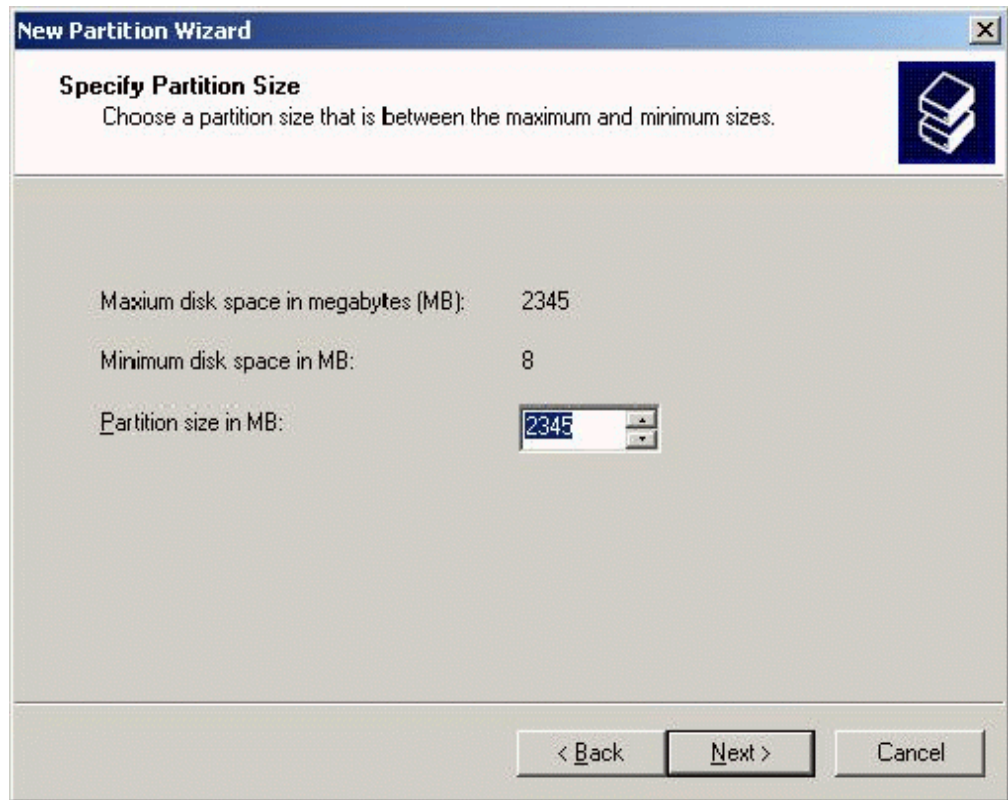 New Partition Wizard
Specify Partition Size
Choose a partition size that is between the maximum and minimum sizes.
Maxium disk space in megabytes (MB): 2345
Minimum disk space in MB: 8
Partition size in MB: 2345
< Back Next > Cancel